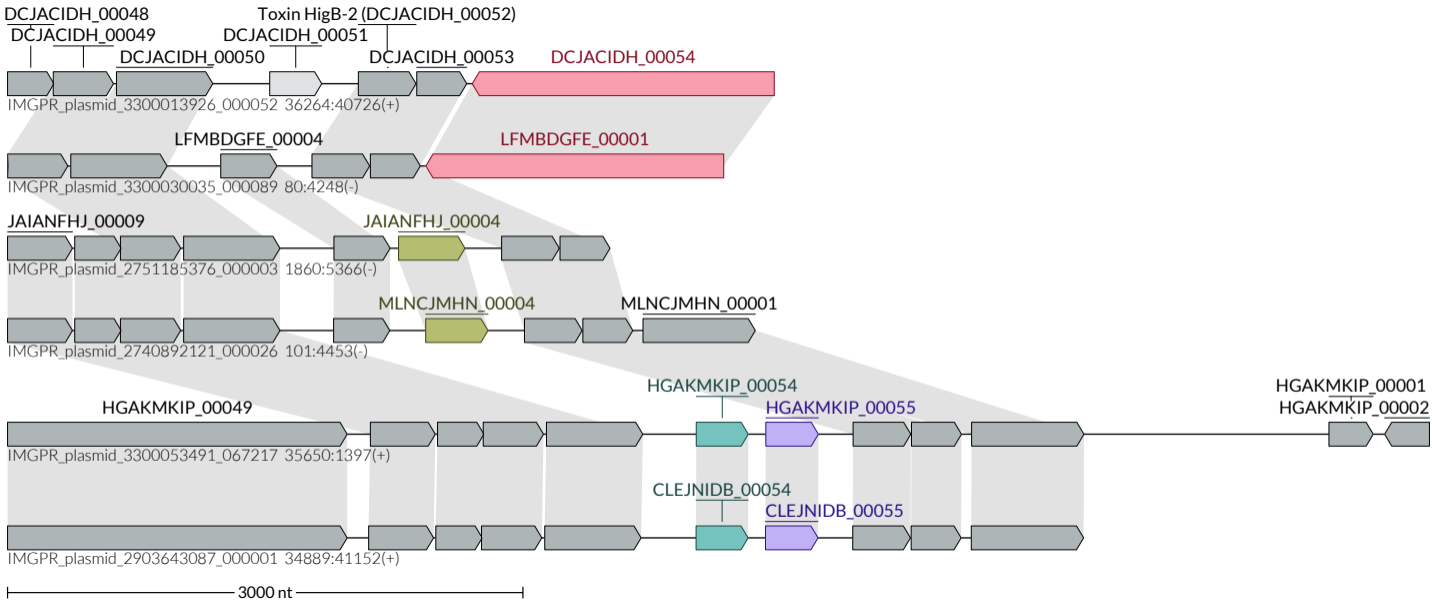 DCJACIDH_00048
Toxin HigB-2 (DCJACIDH_00052)
DCJACIDH_00049
DCJACIDH_00051
DCJACIDH_00050
DCJACIDH_00053
DCJACIDH_00054
IMGPR_plasmid_3300013926_000052 36264:40726(+)
LFMBDGFE_00004
LFMBDGFE_00001
IMGPR_plasmid_3300030035_000089 80:4248(-)
JAIANFHJ_00009
JAIANFHJ_00004
IMGPR_plasmid_2751185376_000003 1860:5366(-)
MLNCJMHN_00004
MLNCJMHN_00001
IMGPR_plasmid_2740892121_000026 101:4453(-)
HGAKMKIP_00054
HGAKMKIP_00001
HGAKMKIP_00049
HGAKMKIP_00055
HGAKMKIP_00002
IMGPR_plasmid_3300053491_067217 35650:1397(+)
CLEJNIDB_00054
CLEJNIDB_00055
IMGPR_plasmid_2903643087_000001 34889:41152(+)
3000 nt